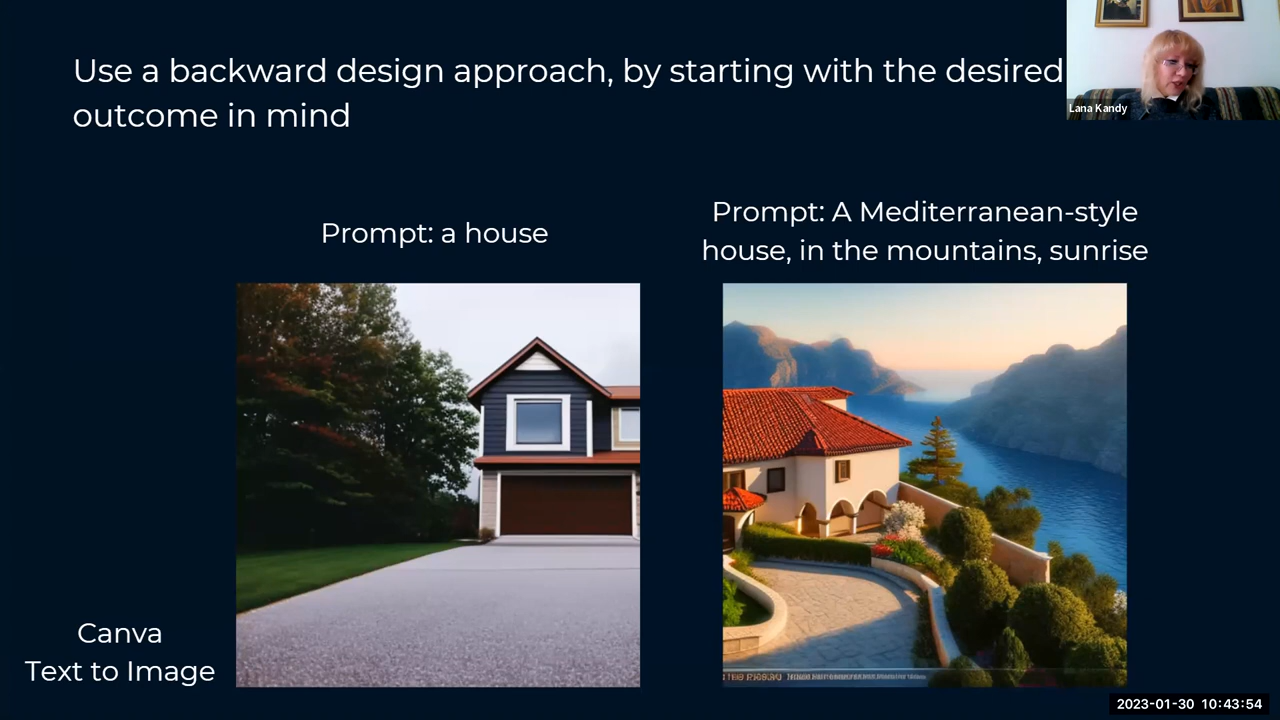 Use a backward design approach, by starting with the desired
outcome in mind
Lana Kandy
Prompt: a house
Prompt: A Mediterranean-style
house, in the mountains, sunrise
Canva
Text to Image
2023-01-30 10:43:54